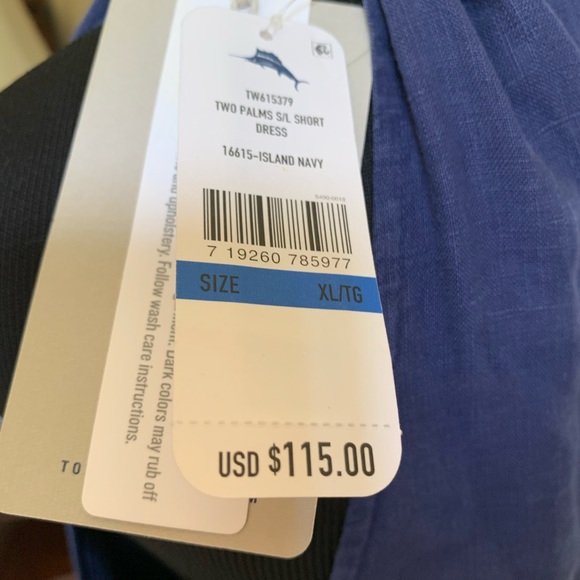 TW615379
TWO PALMS S/L SHORT
DRESS
16615-ISLAND NAVY
7 19260 785977
SIZE XL/TG
USD $115.00
and upholstery. Follow wash care instructions.
Dark colors may rub off
TO